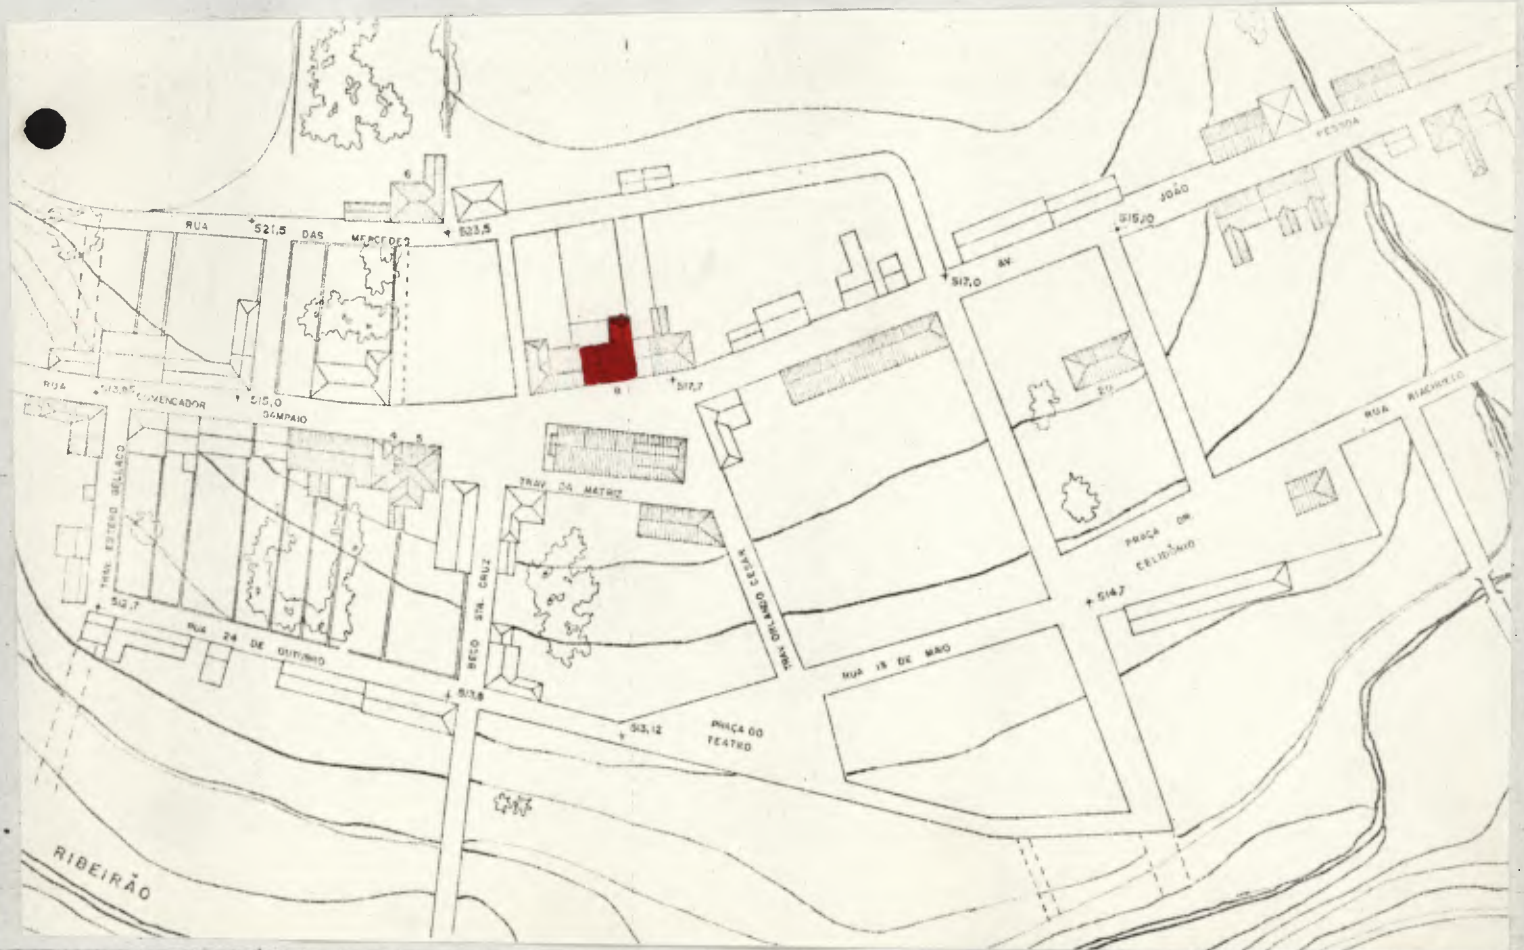 6
PESSOA
JOÃO
AV.
RUA
521,5
DAS
MERCEDES
523,5
515,0
517,0
RUA
513,85
COMENDADOR
515,0
SAMPAIO
8
517,7
RUA RIACHUELO
4
5
TRAV. DA MATRIZ
TRAV. ESTERO BELLACO
BECO STA. CRUZ
TRAV. ORLANDO CESAR
PRAÇA DR.
CELIDÔNIO
514,7
512,7
RUA 24 DE OUTUBRO
RUA 13 DE MAIO
513,8
513,12
PRAÇA DO
TEATRO
RIBEIRÃO